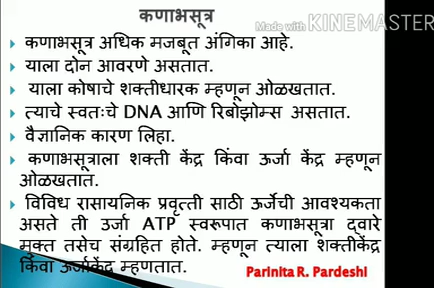 कणाभसूत्र
Made with KINEMASTER
कणाभसूत्र अधिक मजबूत अंगिका आहे.
याला दोन आवरणे असतात.
याला कोषाचे शक्तीधारक म्हणून ओळखतात.
त्याचे स्वतःचे DNA आणि रिबोझोम्स असतात.
वैज्ञानिक कारण लिहा.
कणाभसूत्राला शक्ती केंद्र किंवा ऊर्जा केंद्र म्हणून
ओळखतात.
विविध रासायनिक प्रवृत्ती साठी ऊर्जेची आवश्यकता
असते ती उर्जा ATP स्वरूपात कणाभसूत्रा द्वारे
मुक्त तसेच संग्रहित होते. म्हणून त्याला शक्तीकेंद्र
किंवा ऊर्जाकेंद्र म्हणतात.
Parinita R. Pardeshi